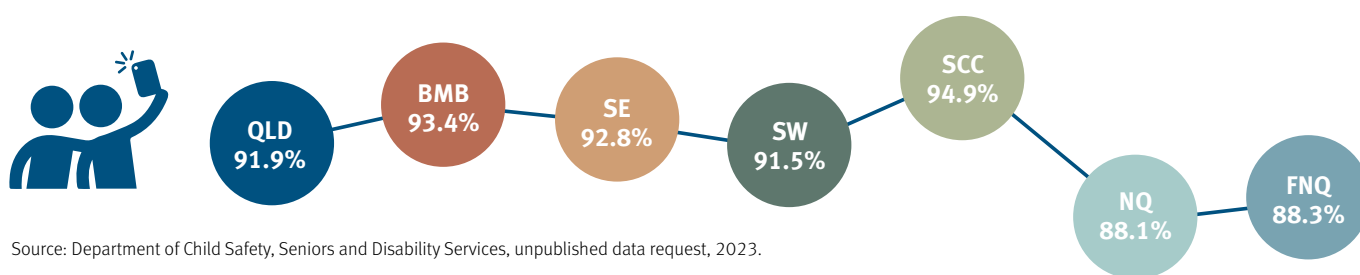 QLD
91.9%
BMB
93.4%
SE
92.8%
SW
91.5%
SCC
94.9%
NQ
88.1%
FNQ
88.3%
Source: Department of Child Safety, Seniors and Disability Services, unpublished data request, 2023.